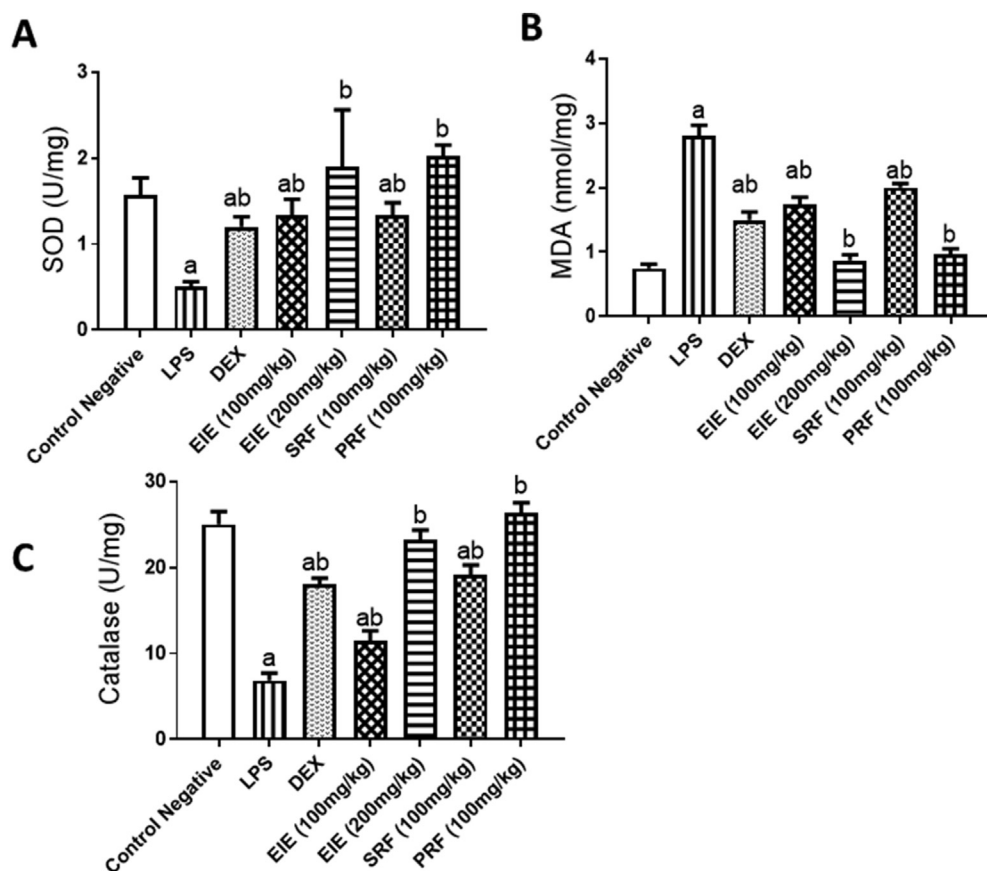 A
SOD (U/mg)
3
2
1
0
a
ab
ab
b
ab
b
Control Negative
LPS
DEX
EIE (100mg/kg)
EIE (200mg/kg)
SRF (100mg/kg)
PRF (100mg/kg)
B
MDA (nmol/mg)
4
3
2
1
0
a
ab
ab
b
ab
b
Control Negative
LPS
DEX
EIE (100mg/kg)
EIE (200mg/kg)
SRF (100mg/kg)
PRF (100mg/kg)
C
Catalase (U/mg)
30
20
10
0
a
ab
ab
b
ab
b
Control Negative
LPS
DEX
EIE (100mg/kg)
EIE (200mg/kg)
SRF (100mg/kg)
PRF (100mg/kg)